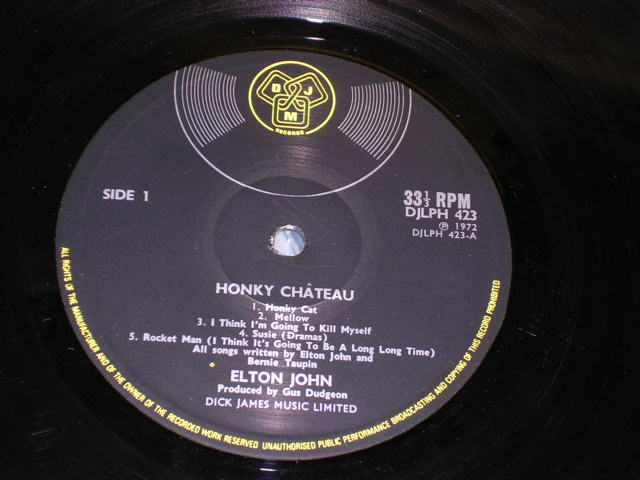 D J M
RECORDS
SIDE 1
33⅓ RPM
DJLPH 423
℗ 1972
DJLPH 423-A
HONKY CHÂTEAU
1. Honky Cat
2. Mellow
3. I Think I'm Going To Kill Myself
4. Susie (Dramas)
5. Rocket Man (I Think It's Going To Be A Long Long Time)
All songs written by Elton John and
Bernie Taupin
ELTON JOHN
Produced by Gus Dudgeon
DICK JAMES MUSIC LIMITED
ALL RIGHTS OF THE MANUFACTURER AND OF THE OWNER OF THE RECORDED WORK RESERVED UNAUTHORISED PUBLIC PERFORMANCE BROADCASTING AND COPYING OF THIS RECORD PROHIBITED